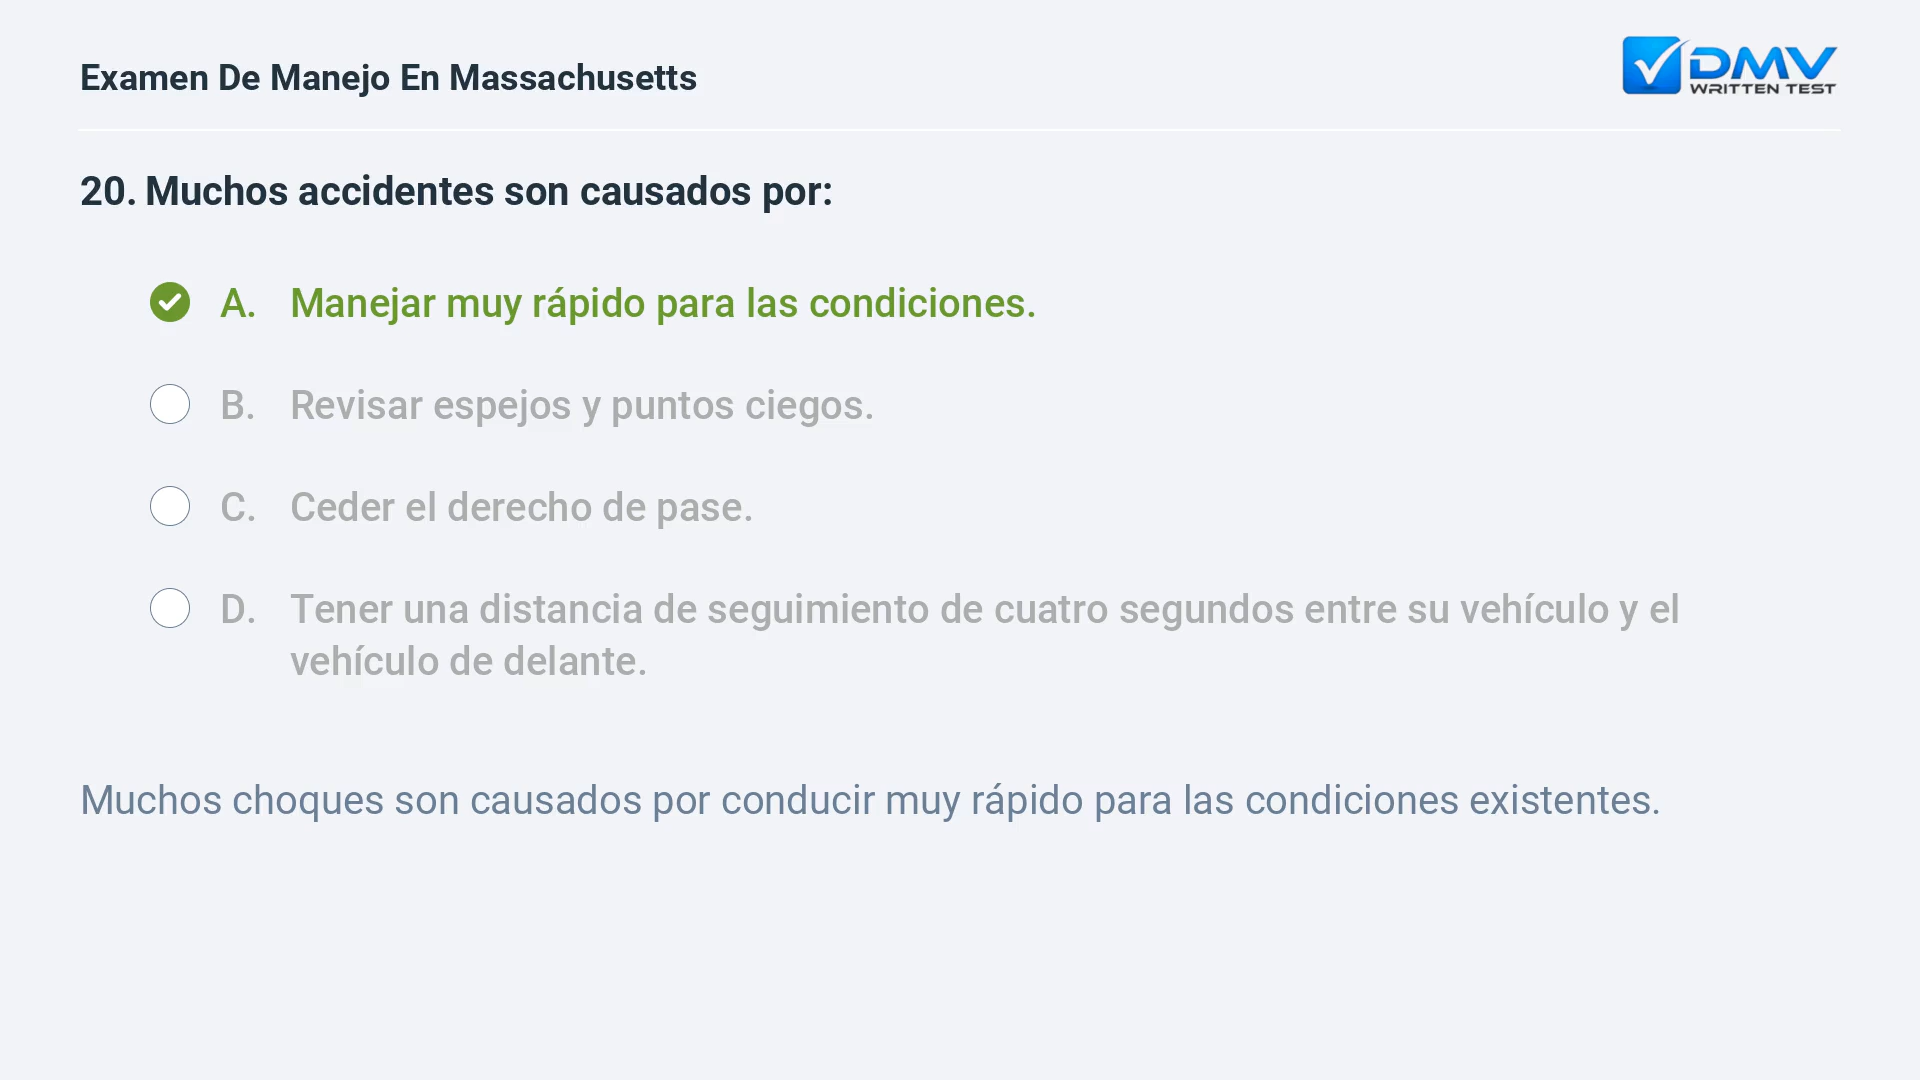 Examen De Manejo En Massachusetts
DMV
WRITTEN TEST
20. Muchos accidentes son causados por:
A. Manejar muy rápido para las condiciones.
B. Revisar espejos y puntos ciegos.
C. Ceder el derecho de pase.
D. Tener una distancia de seguimiento de cuatro segundos entre su vehículo y el
vehículo de delante.
Muchos choques son causados por conducir muy rápido para las condiciones existentes.